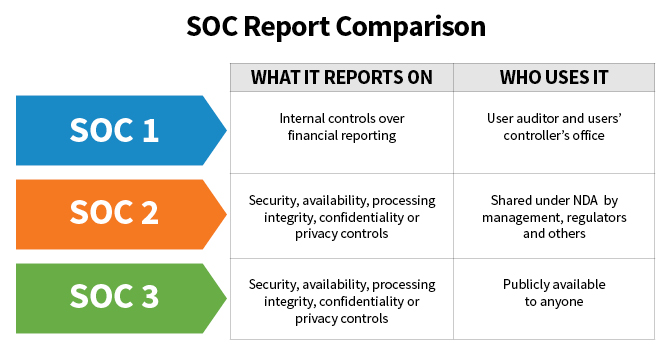 SOC Report Comparison
WHAT IT REPORTS ON
WHO USES IT
SOC 1
Internal controls over
financial reporting
User auditor and users’
controller’s office
SOC 2
Security, availability, processing
integrity, confidentiality or
privacy controls
Shared under NDA by
management, regulators
and others
SOC 3
Security, availability, processing
integrity, confidentiality or
privacy controls
Publicly available
to anyone